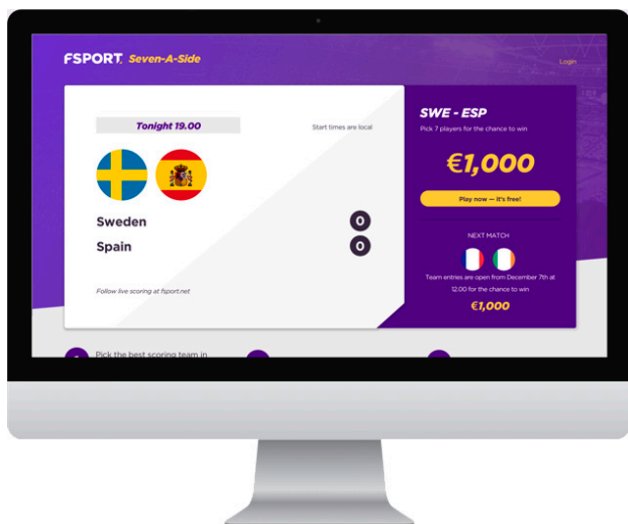 FSPORT Seven-A-Side
Login
Tonight 19.00
Start times are local
Sweden 0
Spain 0
Follow live scoring at fsport.net
SWE - ESP
Pick 7 players for the chance to win
€1,000
Play now — It's free!
NEXT MATCH
Team entries are open from December 7th at
12:00 for the chance to win
€1,000
Pick the best scoring team in